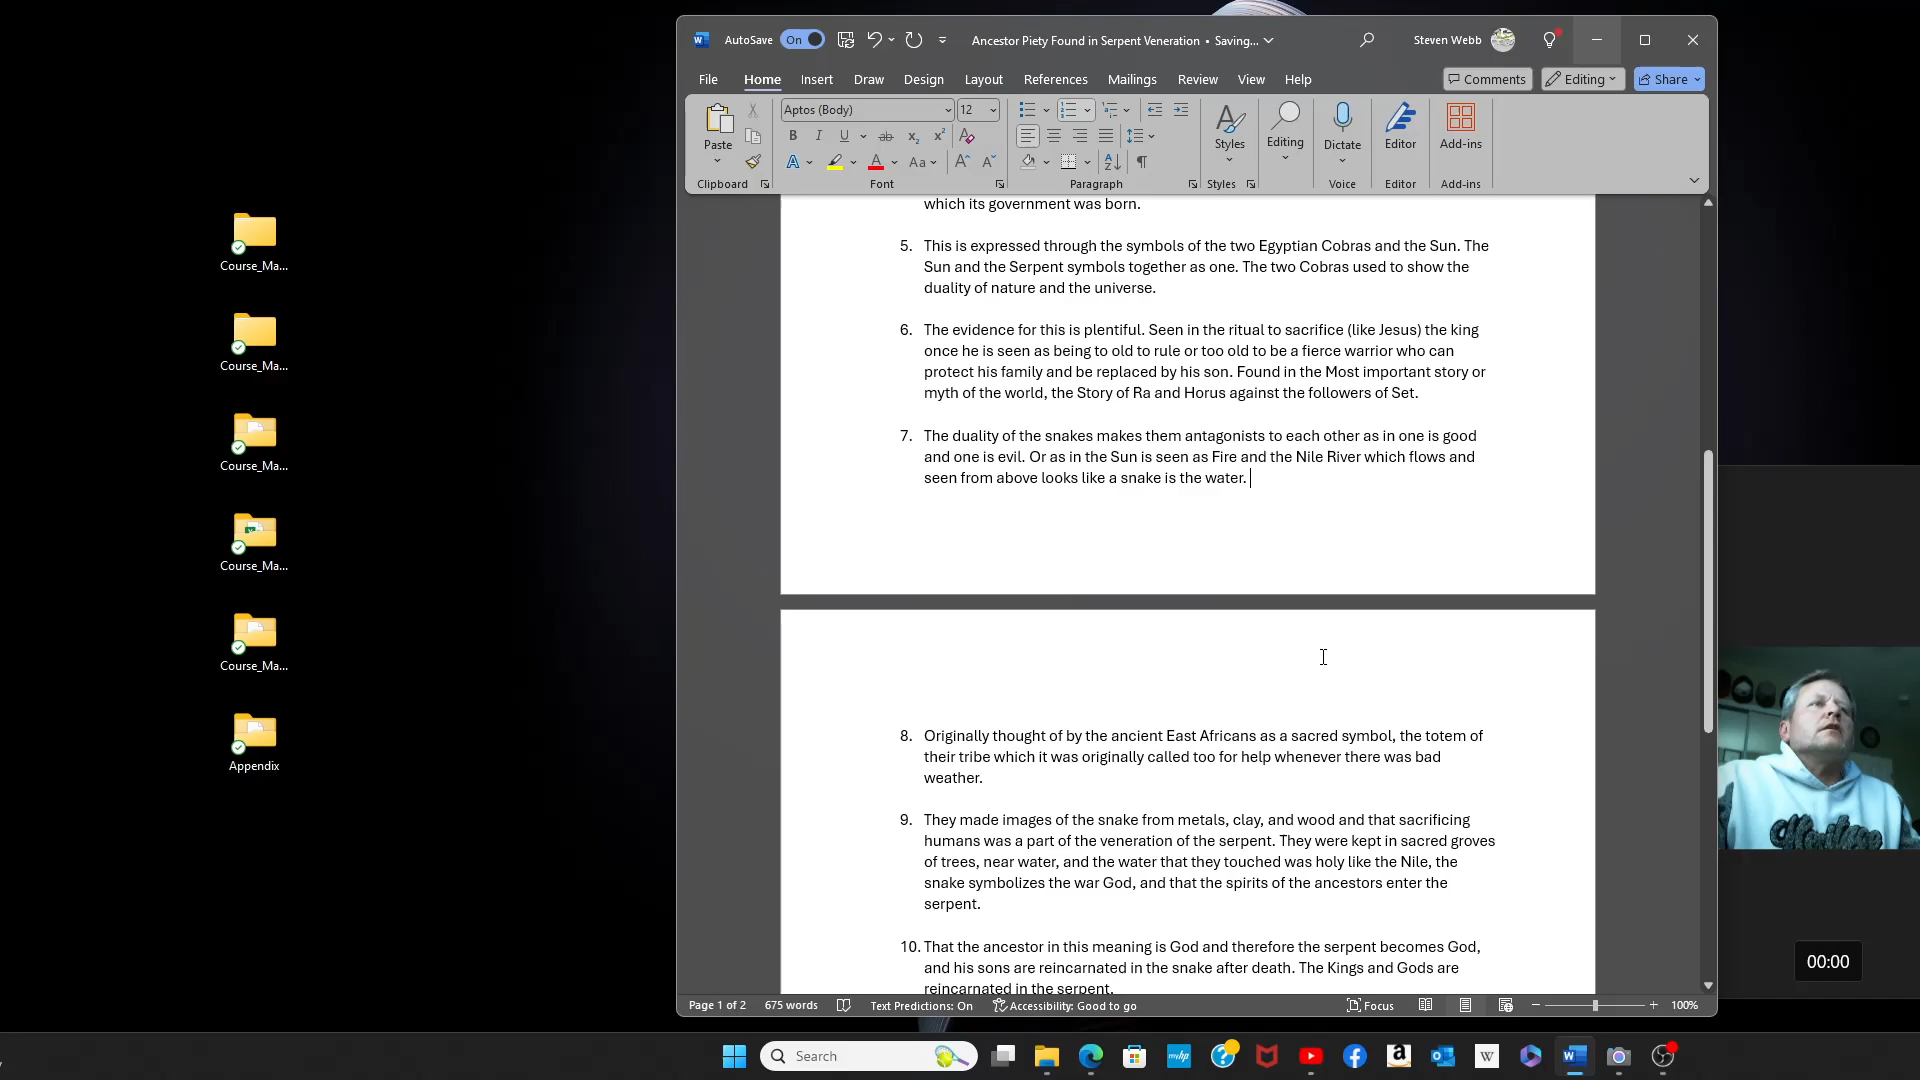 AutoSave On Ancestor Piety Found in Serpent Veneration • Saving... Steven Webb
File Home Insert Draw Design Layout References Mailings Review View Help Comments Editing Share
Aptos (Body) 12
Paste Styles Editing Dictate Editor Add-ins
Clipboard Font Paragraph Styles Voice Editor Add-ins
which its government was born.
5. This is expressed through the symbols of the two Egyptian Cobras and the Sun. The
Sun and the Serpent symbols together as one. The two Cobras used to show the
duality of nature and the universe.
6. The evidence for this is plentiful. Seen in the ritual to sacrifice (like Jesus) the king
once he is seen as being to old to rule or too old to be a fierce warrior who can
protect his family and be replaced by his son. Found in the Most important story or
myth of the world, the Story of Ra and Horus against the followers of Set.
7. The duality of the snakes makes them antagonists to each other as in one is good
and one is evil. Or as in the Sun is seen as Fire and the Nile River which flows and
seen from above looks like a snake is the water.
8. Originally thought of by the ancient East Africans as a sacred symbol, the totem of
their tribe which it was originally called too for help whenever there was bad
weather.
9. They made images of the snake from metals, clay, and wood and that sacrificing
humans was a part of the veneration of the serpent. They were kept in sacred groves
of trees, near water, and the water that they touched was holy like the Nile, the
snake symbolizes the war God, and that the spirits of the ancestors enter the
serpent.
10. That the ancestor in this meaning is God and therefore the serpent becomes God,
and his sons are reincarnated in the snake after death. The Kings and Gods are
reincarnated in the serpent.
Page 1 of 2 675 words Text Predictions: On Accessibility: Good to go Focus 100%
Course_Ma...
Course_Ma...
Course_Ma...
Course_Ma...
Course_Ma...
Appendix
00:00
Search